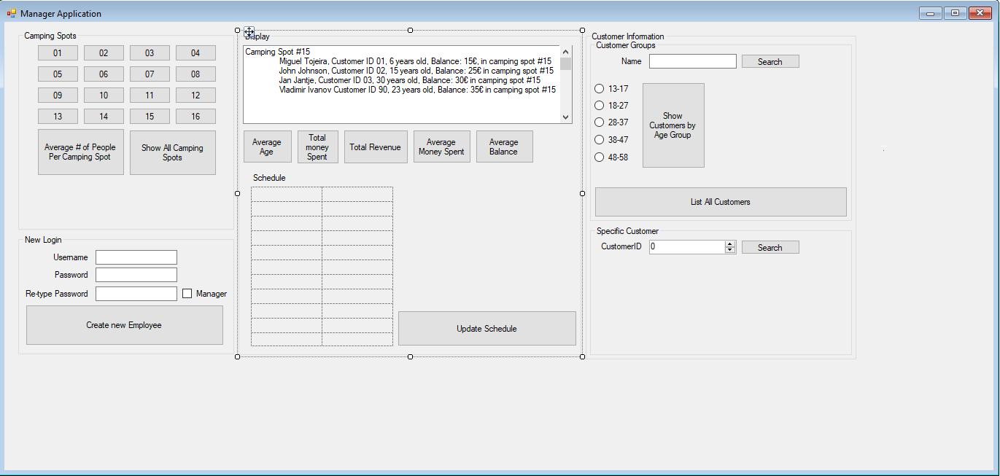 Manager Application
Camping Spots
01 02 03 04
05 06 07 08
09 10 11 12
13 14 15 16
Average # of People
Per Camping Spot
Show All Camping
Spots
New Login
Username
Password
Re-type Password
Manager
Create new Employee
Display
Camping Spot #15
Miguel Tojeira, Customer ID 01, 6 years old, Balance: 15€, in camping spot #15
John Johnson, Customer ID 02, 15 years old, Balance: 25€ in camping spot #15
Jan Jantje, Customer ID 03, 30 years old, Balance: 30€ in camping spot #15
Vladimir Ivanov Customer ID 90, 23 years old, Balance: 35€ in camping spot #15
Average
Age
Total
money
Spent
Total Revenue
Average
Money Spent
Average
Balance
Schedule
Update Schedule
Customer Information
Customer Groups
Name
Search
13-17
18-27
28-37
38-47
48-58
Show
Customers by
Age Group
List All Customers
Specific Customer
CustomerID
0
Search